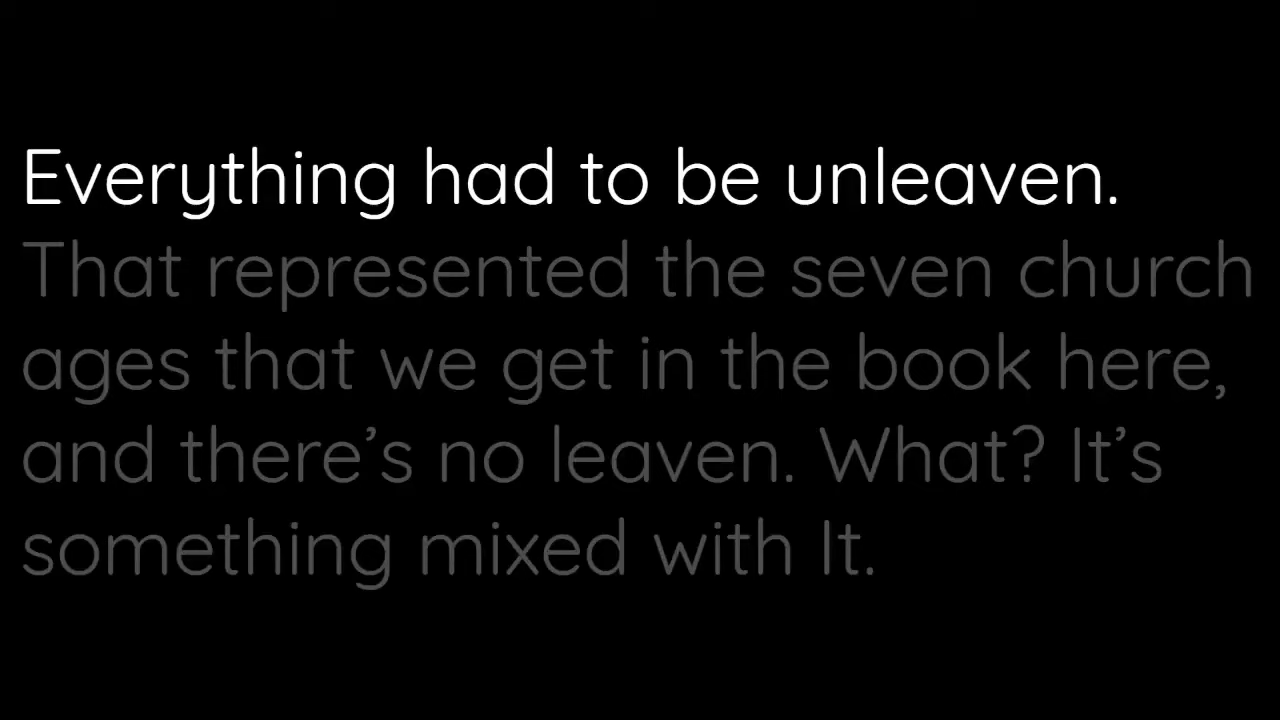 Everything had to be unleaven.
That represented the seven church
ages that we get in the book here,
and there’s no leaven. What? It’s
something mixed with It.